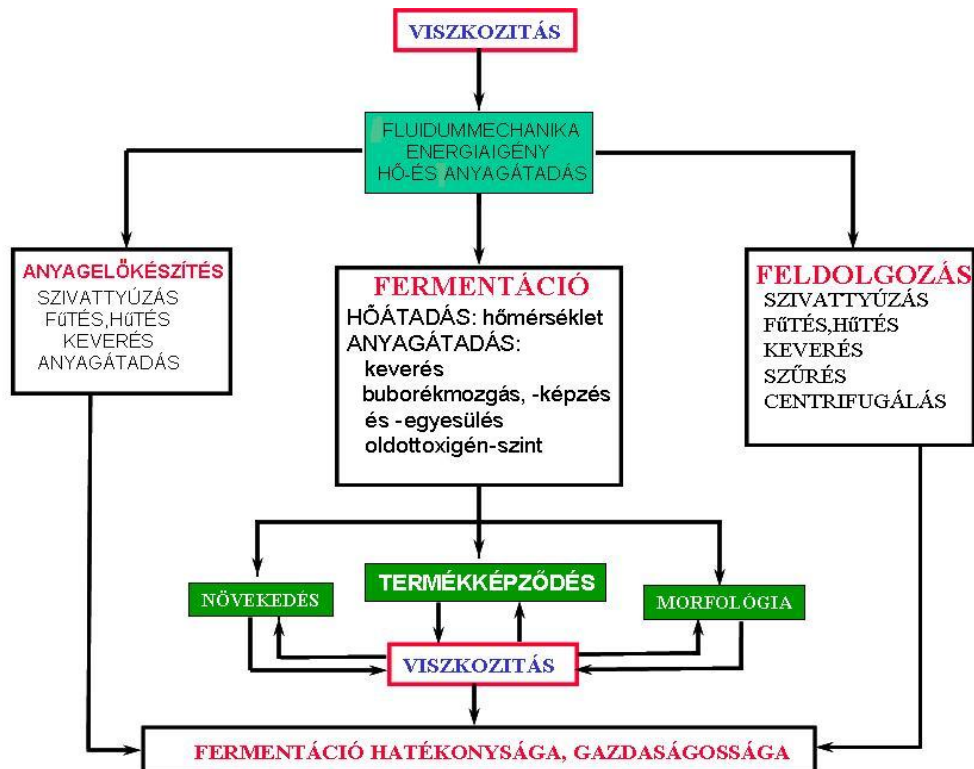 VISZKOZITÁS
FLUIDUMMECHANIKA
ENERGIAIGÉNY
HŐ-ÉS ANYAGÁTADÁS
ANYAGELŐKÉSZÍTÉS
SZIVATTYÚZÁS
FűTÉS,HűTÉS
KEVERÉS
ANYAGÁTADÁS
FERMENTÁCIÓ
HŐÁTADÁS: hőmérséklet
ANYAGÁTADÁS:
keverés
buborékmozgás, -képzés
és -egyesülés
oldottoxigén-szint
FELDOLGOZÁS
SZIVATTYÚZÁS
FűTÉS,HűTÉS
KEVERÉS
SZŰRÉS
CENTRIFUGÁLÁS
NÖVEKEDÉS
TERMÉKKÉPZŐDÉS
MORFOLÓGIA
VISZKOZITÁS
FERMENTÁCIÓ HATÉKONYSÁGA, GAZDASÁGOSSÁGA